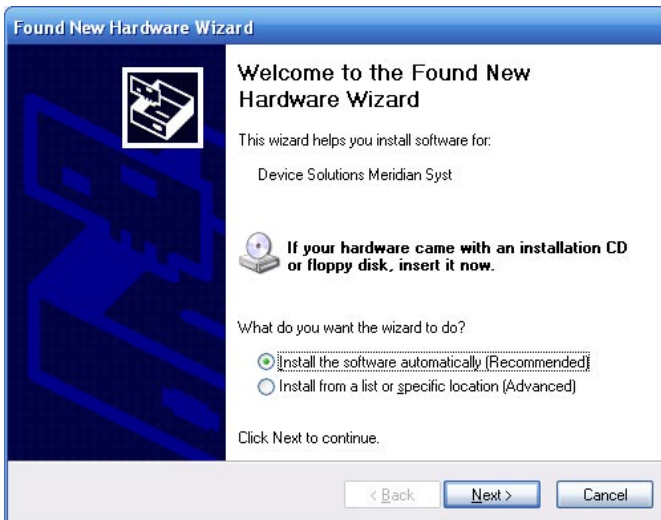 Found New Hardware Wizard
Welcome to the Found New
Hardware Wizard
This wizard helps you install software for:
Device Solutions Meridian Syst
If your hardware came with an installation CD
or floppy disk, insert it now.
What do you want the wizard to do?
Install the software automatically (Recommended)
Install from a list or specific location (Advanced)
Click Next to continue.
< Back
Next >
Cancel